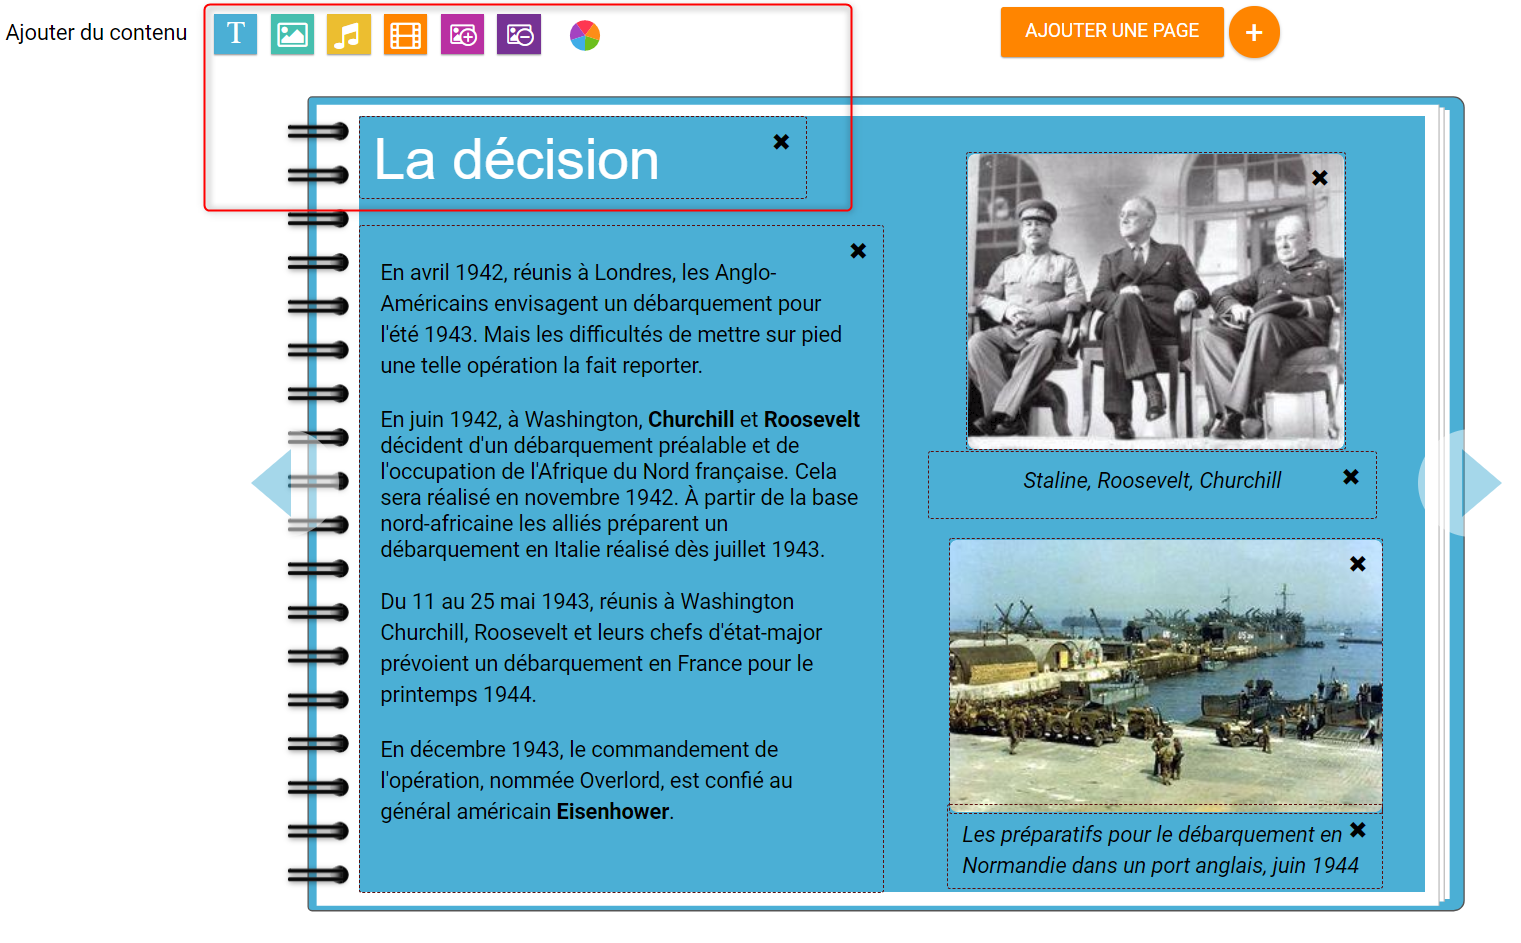 Ajouter du contenu
T
AJOUTER UNE PAGE
+
La décision
En avril 1942, réunis à Londres, les Anglo-
Américains envisagent un débarquement pour
l'été 1943. Mais les difficultés de mettre sur pied
une telle opération la fait reporter.
En juin 1942, à Washington, Churchill et Roosevelt
décident d'un débarquement préalable et de
l'occupation de l'Afrique du Nord française. Cela
sera réalisé en novembre 1942. À partir de la base
nord-africaine les alliés préparent un
débarquement en Italie réalisé dès juillet 1943.
Du 11 au 25 mai 1943, réunis à Washington
Churchill, Roosevelt et leurs chefs d'état-major
prévoient un débarquement en France pour le
printemps 1944.
En décembre 1943, le commandement de
l'opération, nommée Overlord, est confié au
général américain Eisenhower.
Staline, Roosevelt, Churchill
Les préparatifs pour le débarquement en
Normandie dans un port anglais, juin 1944